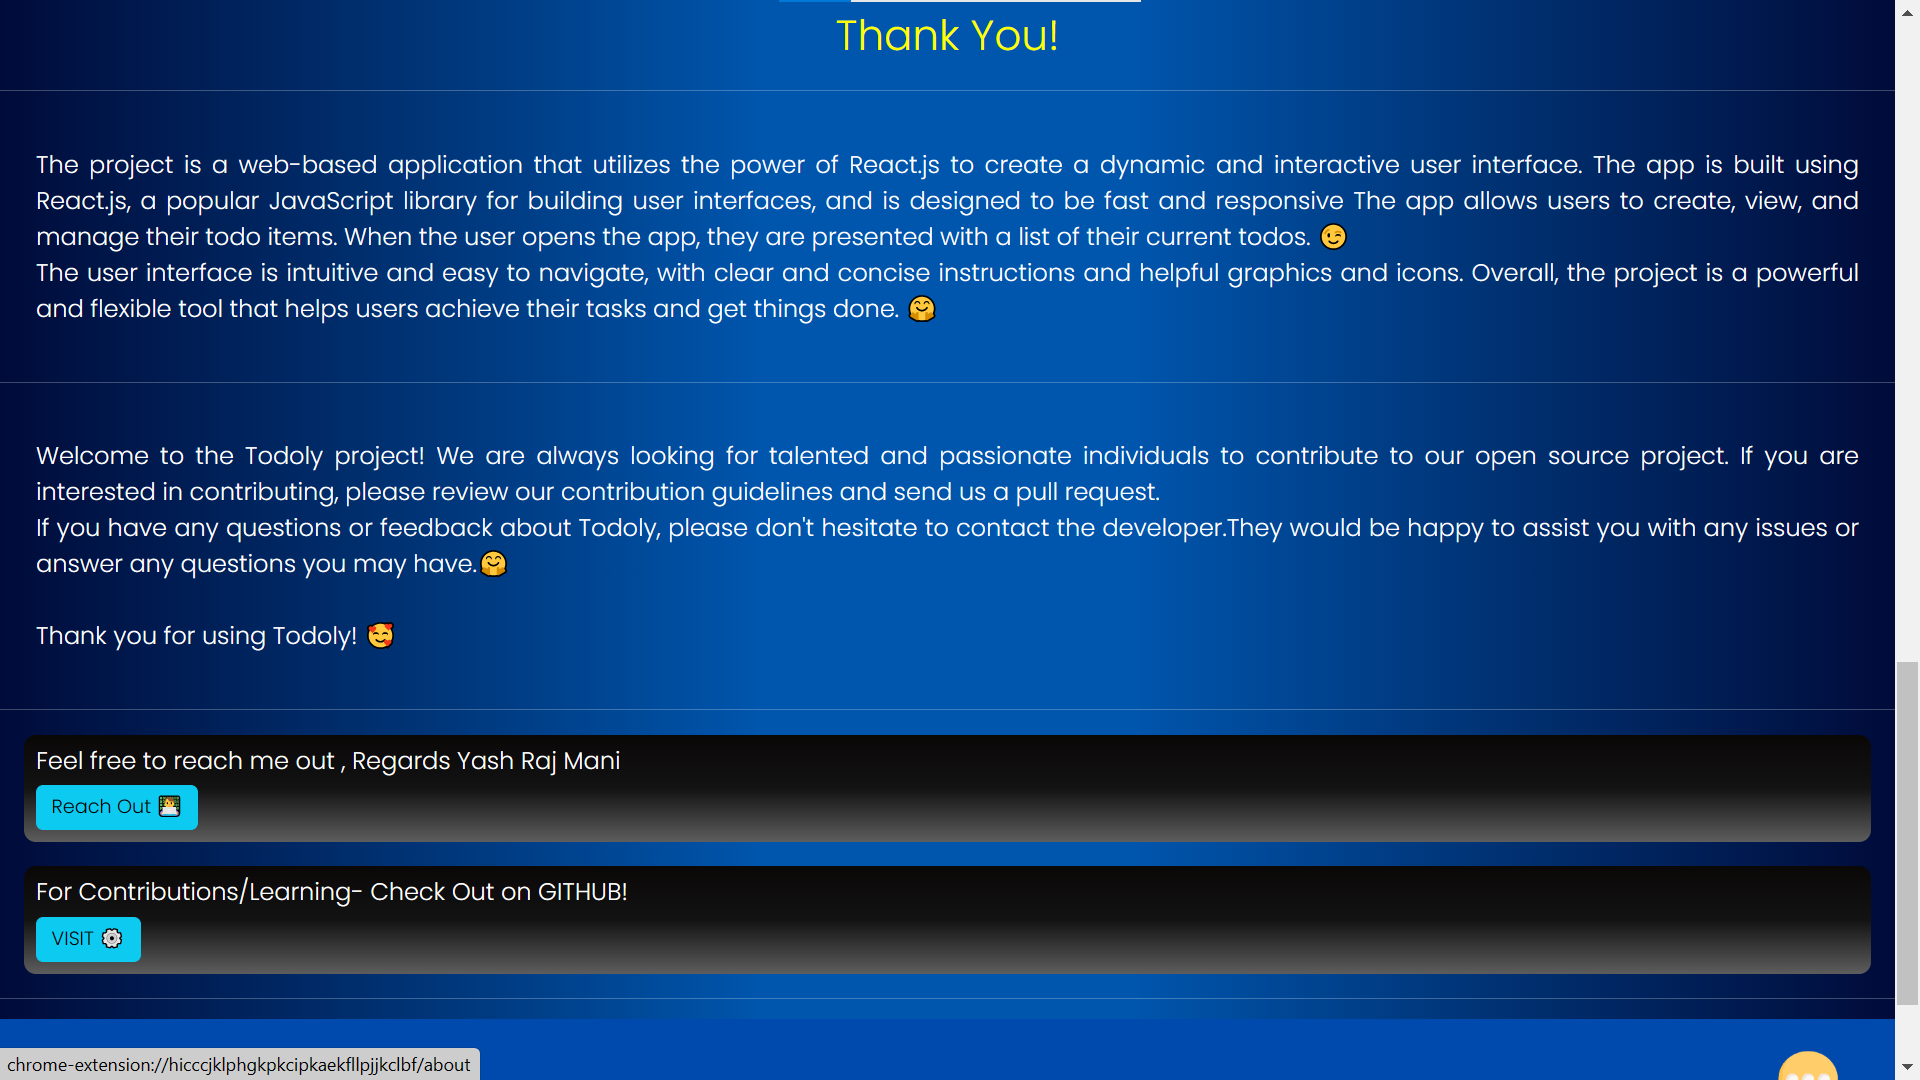 Thank You!
The project is a web-based application that utilizes the power of React.js to create a dynamic and interactive user interface. The app is built using
React.js, a popular JavaScript library for building user interfaces, and is designed to be fast and responsive The app allows users to create, view, and
manage their todo items. When the user opens the app, they are presented with a list of their current todos. 😉
The user interface is intuitive and easy to navigate, with clear and concise instructions and helpful graphics and icons. Overall, the project is a powerful
and flexible tool that helps users achieve their tasks and get things done. 🤗
Welcome to the Todoly project! We are always looking for talented and passionate individuals to contribute to our open source project. If you are
interested in contributing, please review our contribution guidelines and send us a pull request.
If you have any questions or feedback about Todoly, please don't hesitate to contact the developer.They would be happy to assist you with any issues or
answer any questions you may have.🤗
Thank you for using Todoly! 🥰
Feel free to reach me out , Regards Yash Raj Mani
Reach Out 👨‍💻
For Contributions/Learning- Check Out on GITHUB!
VISIT ⚙️
chrome-extension://hicccjklphgkpkcipkaekfllpjjkclbf/about